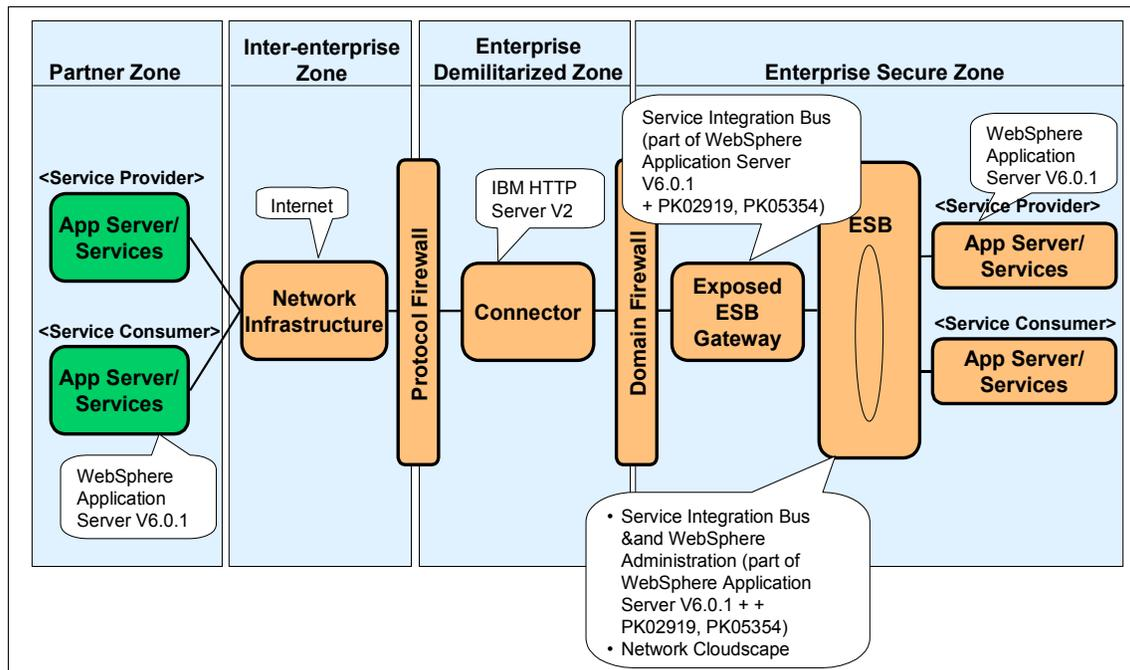 Partner Zone
Inter-enterprise
Zone
Enterprise
Demilitarized Zone
Enterprise Secure Zone
<Service Provider>
App Server/
Services
<Service Consumer>
App Server/
Services
WebSphere
Application
Server V6.0.1
Internet
Network
Infrastructure
Protocol Firewall
IBM HTTP
Server V2
Connector
Domain Firewall
Service Integration Bus
(part of WebSphere
Application Server
V6.0.1
+ PK02919, PK05354)
Exposed
ESB
Gateway
ESB
WebSphere
Application
Server V6.0.1
<Service Provider>
App Server/
Services
<Service Consumer>
App Server/
Services
• Service Integration Bus
&and WebSphere
Administration (part of
WebSphere Application
Server V6.0.1 + +
PK02919, PK05354)
• Network Cloudscape